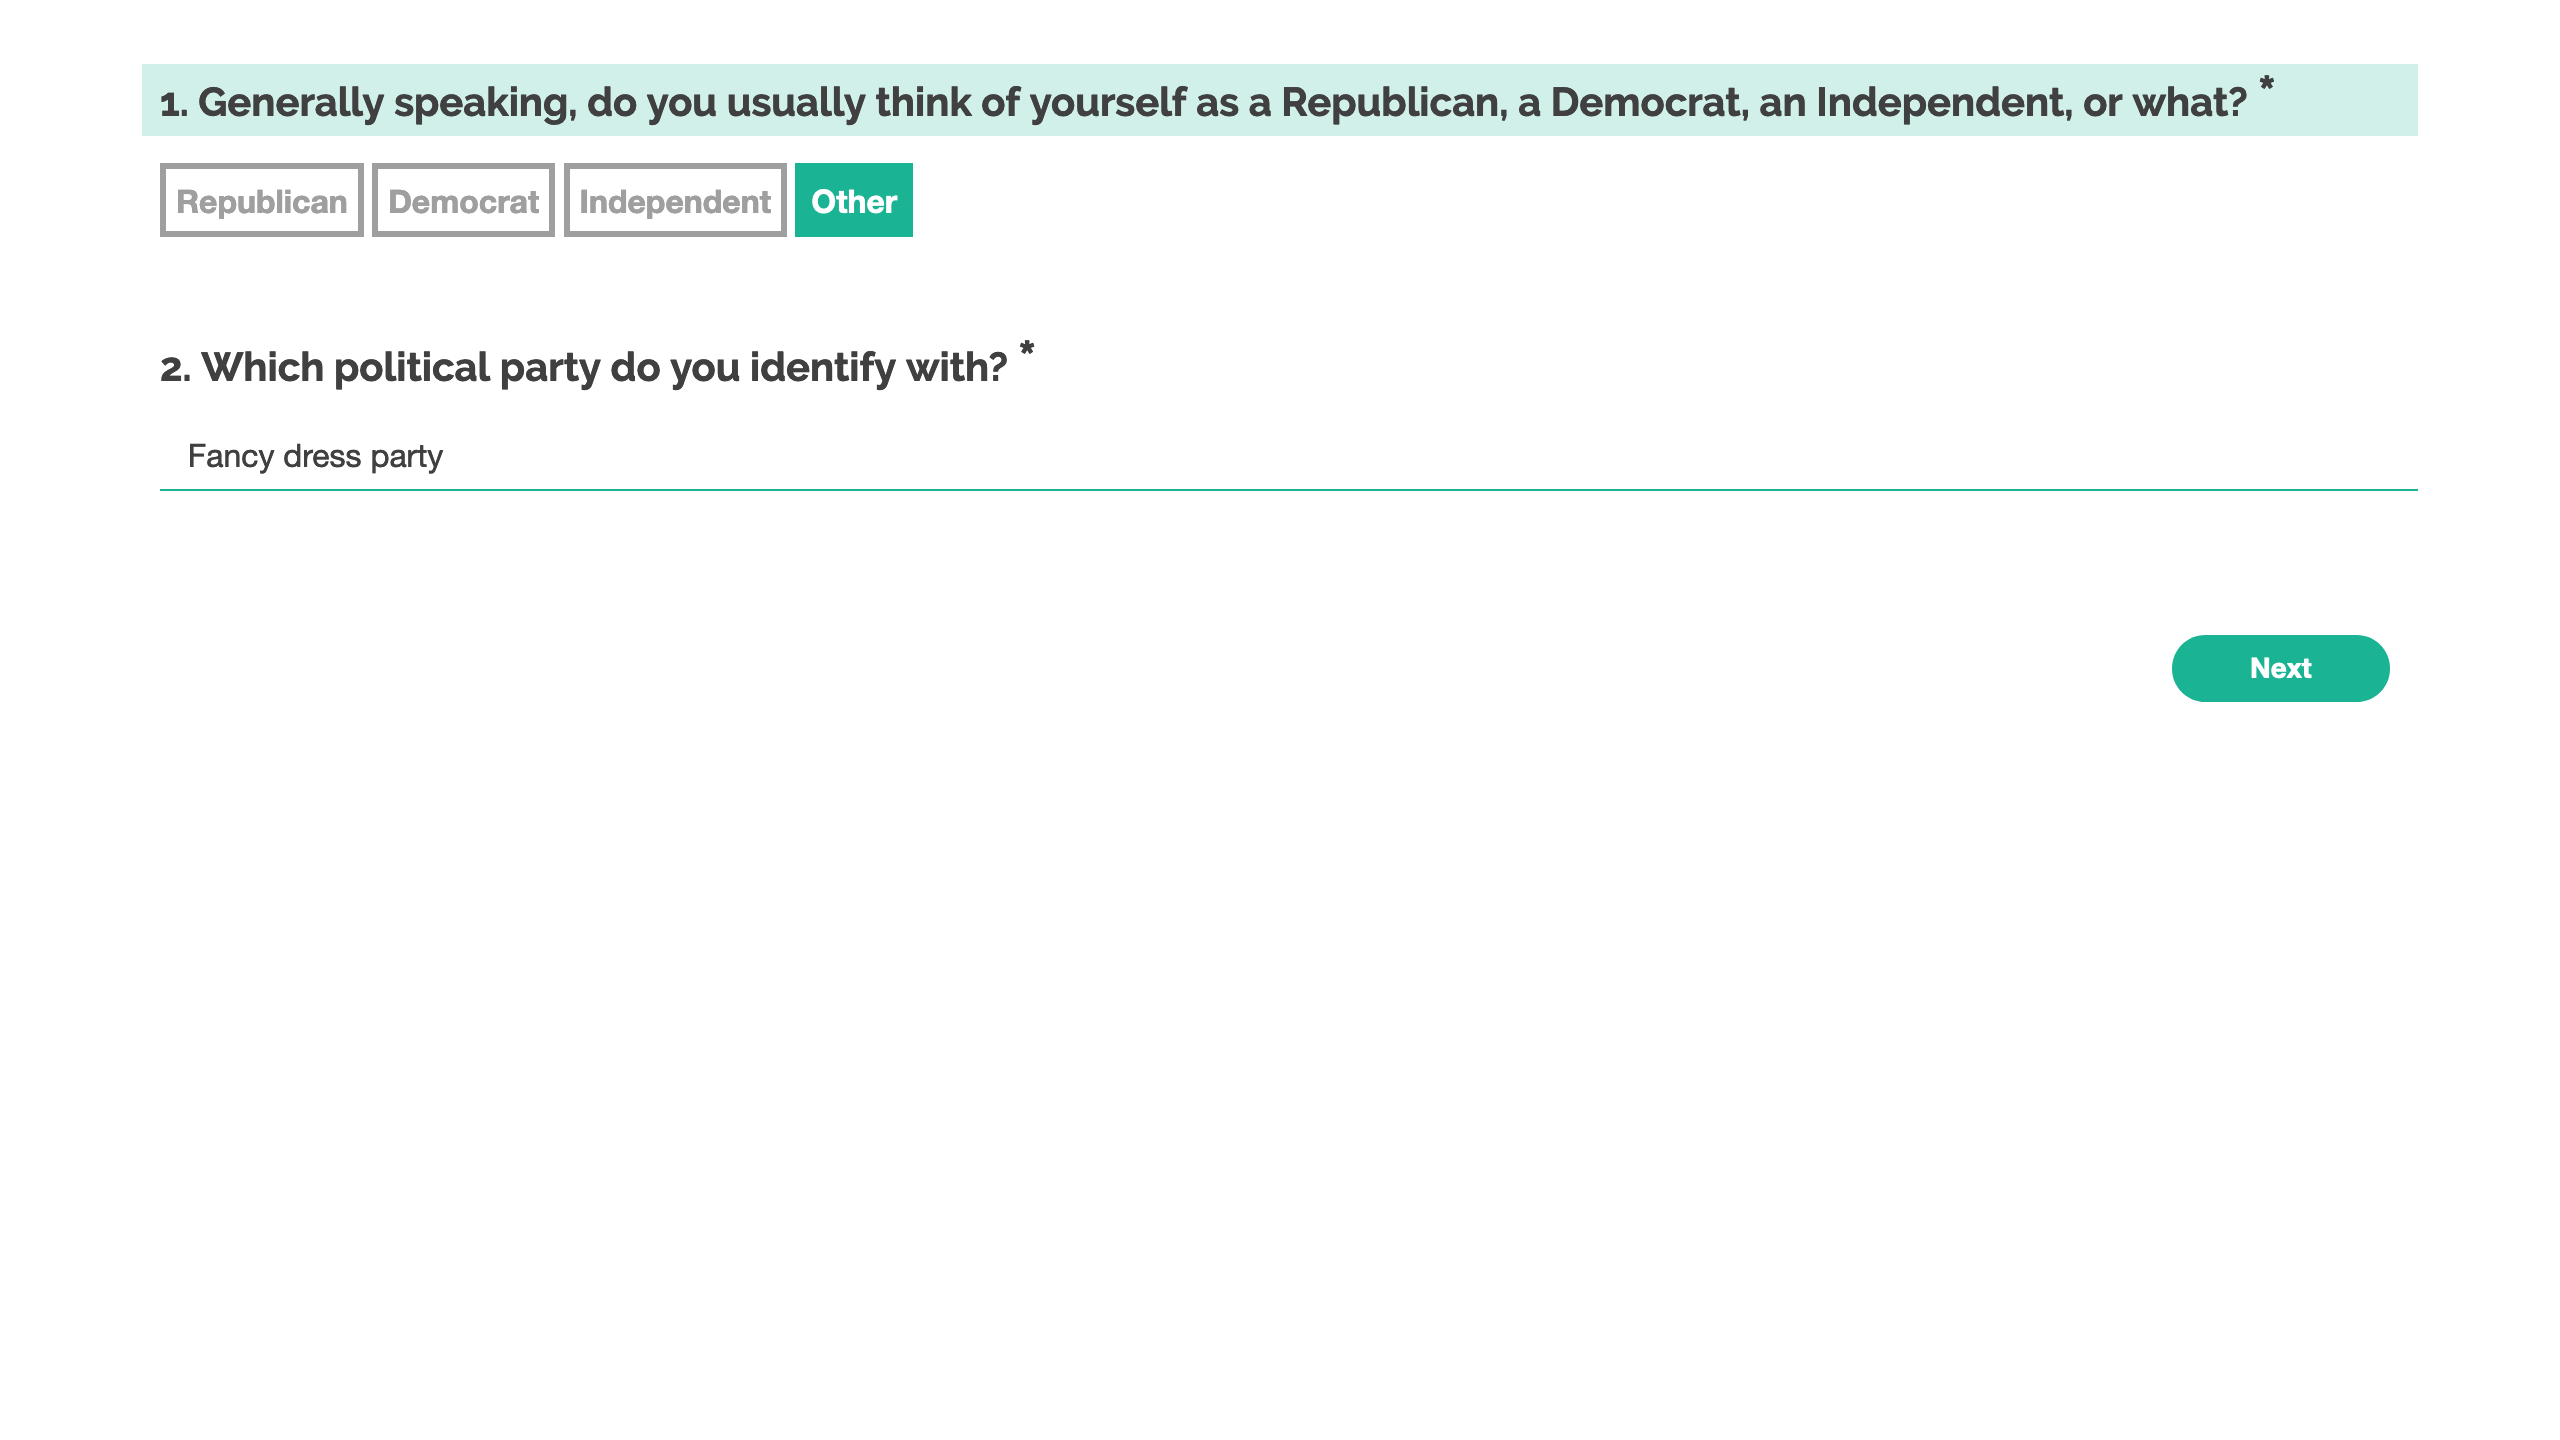 1. Generally speaking, do you usually think of yourself as a Republican, a Democrat, an Independent, or what? *
Republican Democrat Independent Other
2. Which political party do you identify with? *
Fancy dress party
Next